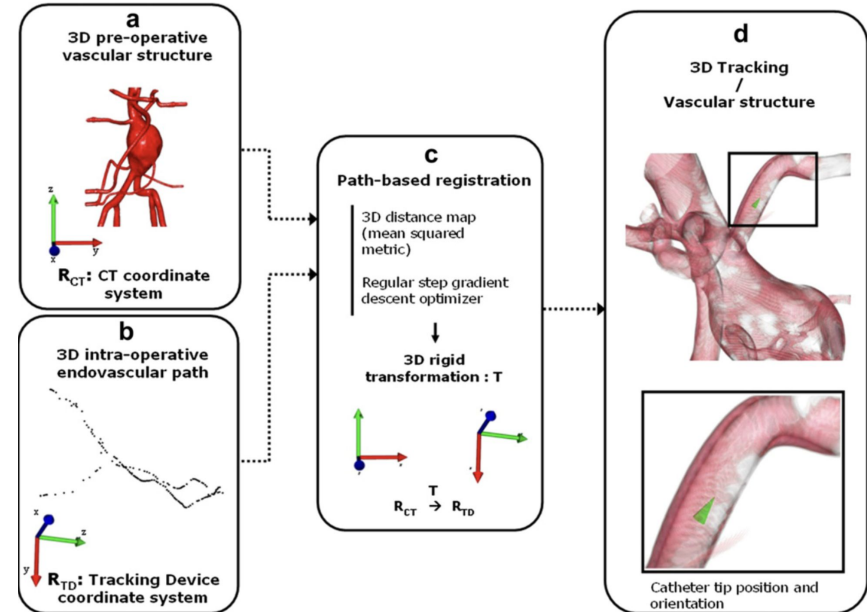 a
3D pre-operative
vascular structure
z
y
x
R_CT: CT coordinate
system
b
3D intra-operative
endovascular path
x
z
y
R_TD: Tracking Device
coordinate system
c
Path-based registration
3D distance map
(mean squared
metric)
Regular step gradient
descent optimizer
3D rigid
transformation : T
T
R_CT → R_TD
d
3D Tracking
/
Vascular structure
Catheter tip position and
orientation